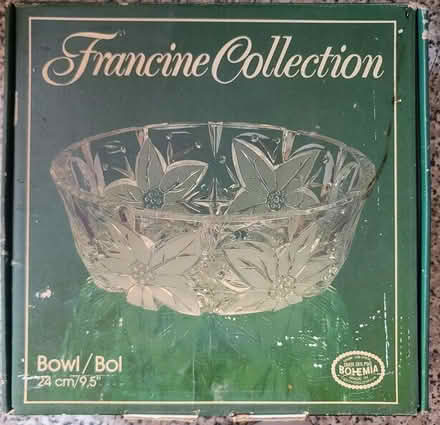 Francine Collection
Bowl/Bol
24 cm/9,5"
BOHEMIA